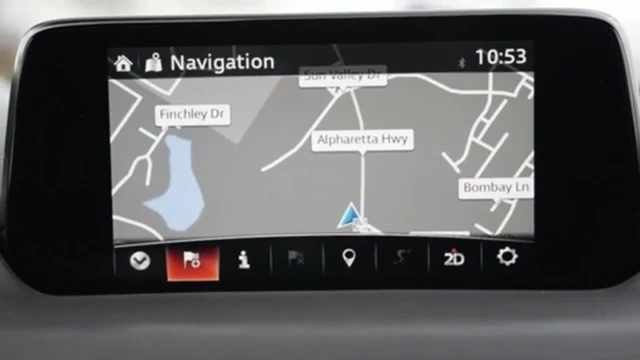 Navigation
10:53
Sun Valley Dr
Finchley Dr
Alpharetta Hwy
Bombay Ln
2D